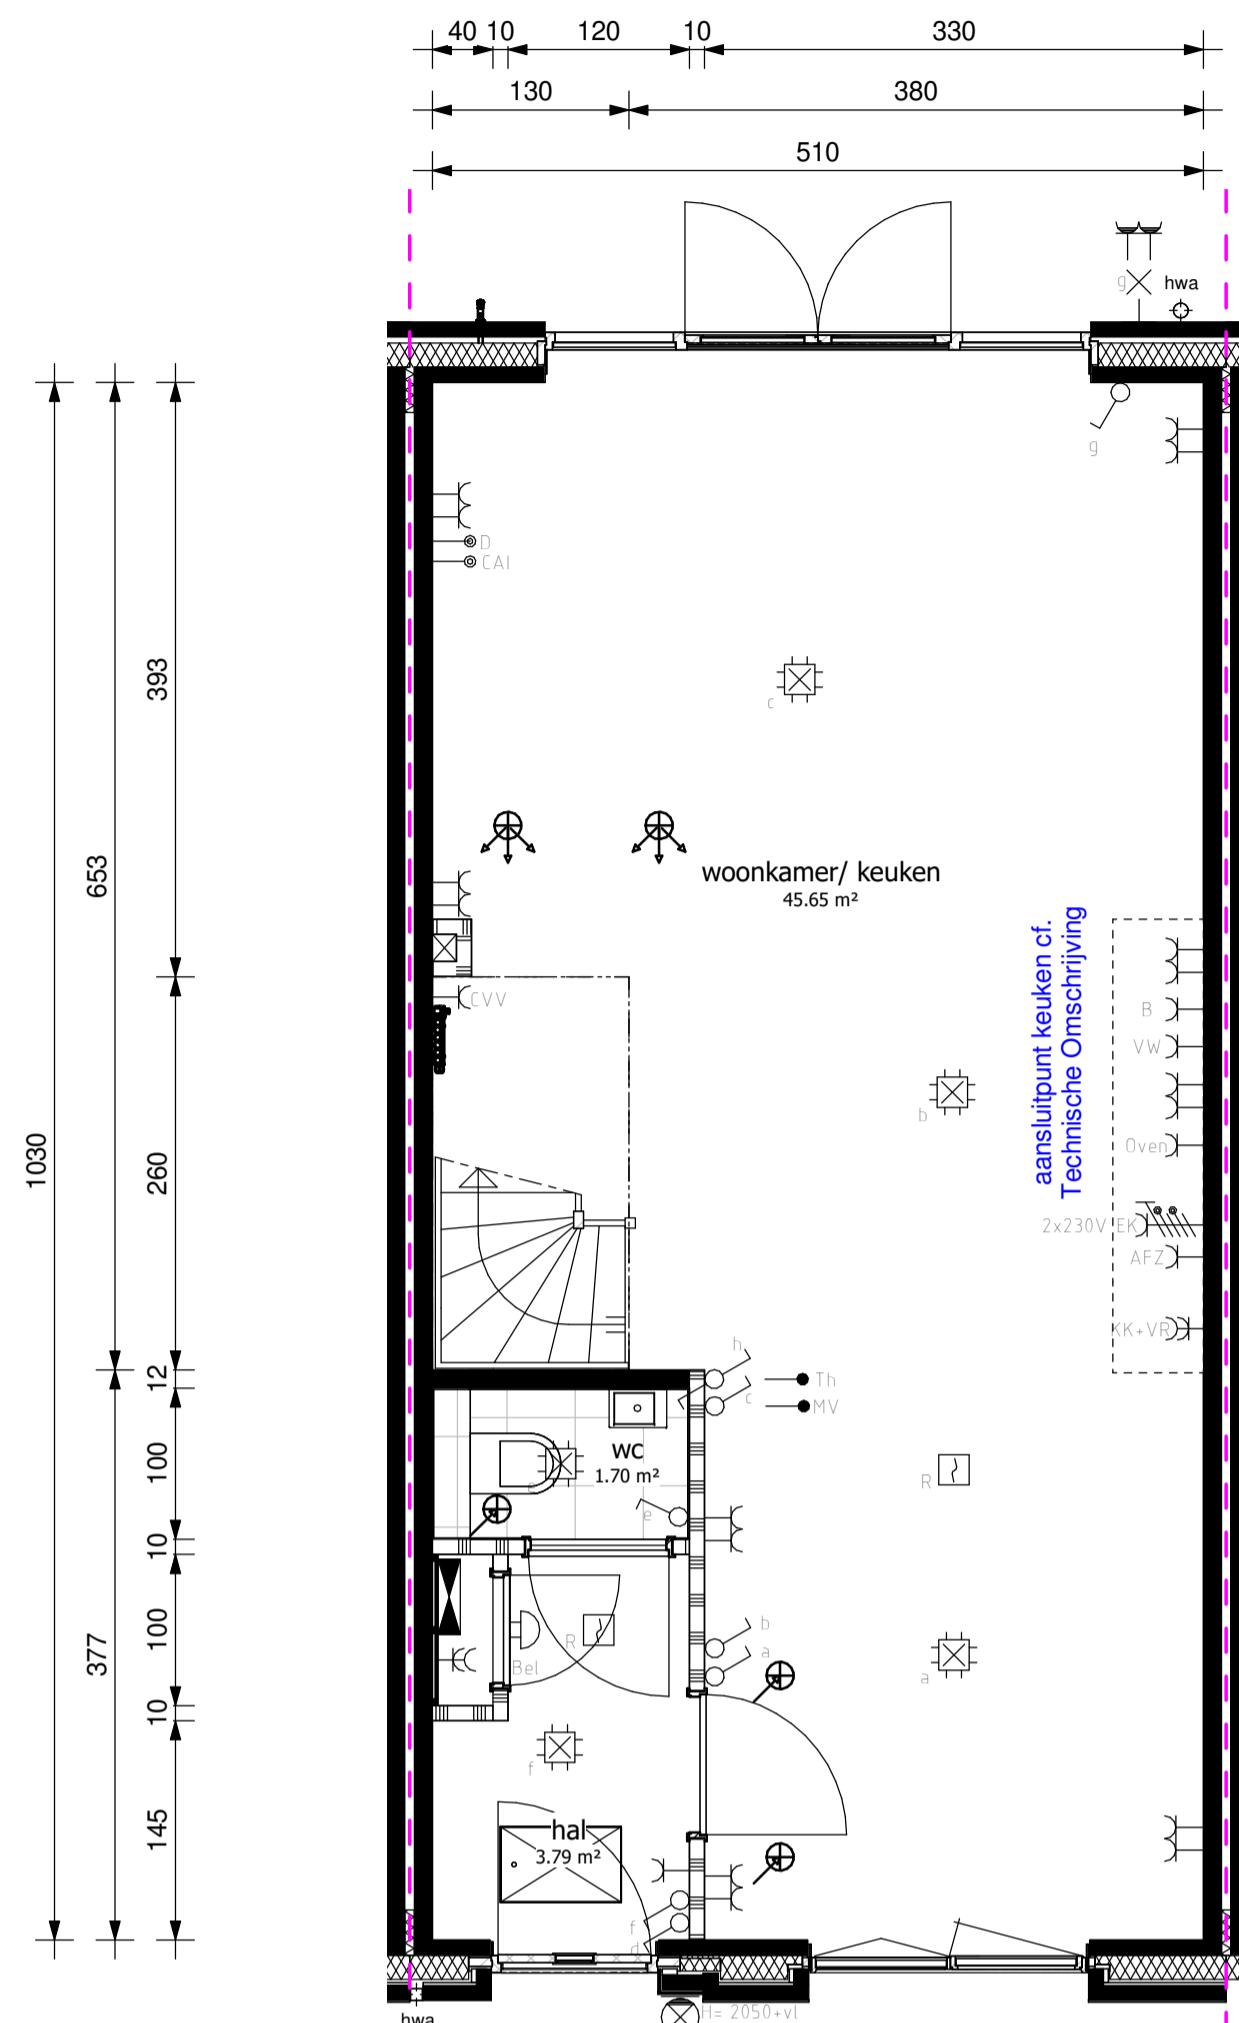 40 10 120 10 330
130 380
510
g hwa
g
D
CAI
c
393
653
woonkamer/ keuken
45.65 m²
aansluitpunt keuken cf.
Technische Omschrijving
CVV
B
VW
b
Oven
1030
260
2x230V EK
AFZ
KK+VR
h
12
Th
c
MV
wc
1.70 m²
100
R
e
e
10
100
377
b
R
a
Bel
a
10
f
145
hal
3.79 m²
f
d
H= 2050+vl
hwa